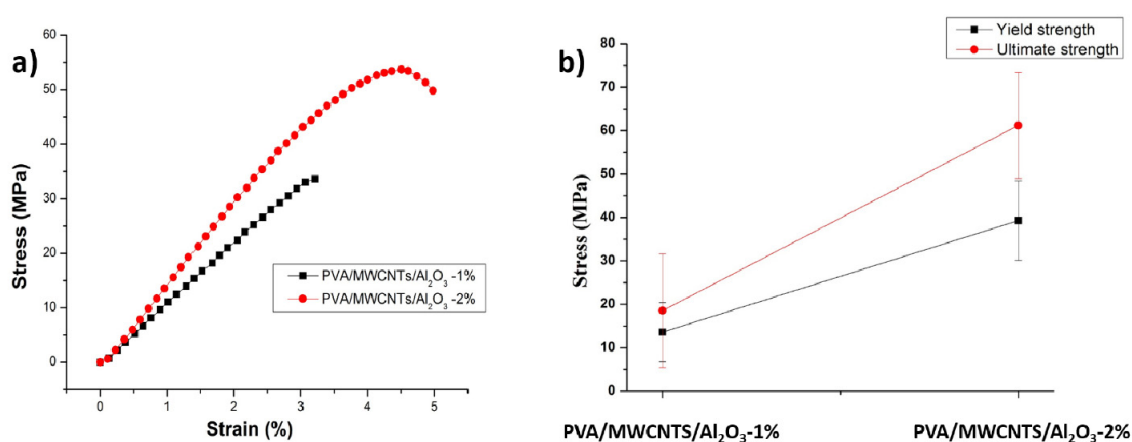 a)
Stress (MPa)
60
50
40
30
20
10
0
PVA/MWCNTs/Al₂O₃ -1%
PVA/MWCNTs/Al₂O₃ -2%
0 1 2 3 4 5
Strain (%)
b)
Yield strength
Ultimate strength
Stress (MPa)
80
70
60
50
40
30
20
10
0
PVA/MWCNTS/Al₂O₃-1% PVA/MWCNTS/Al₂O₃-2%